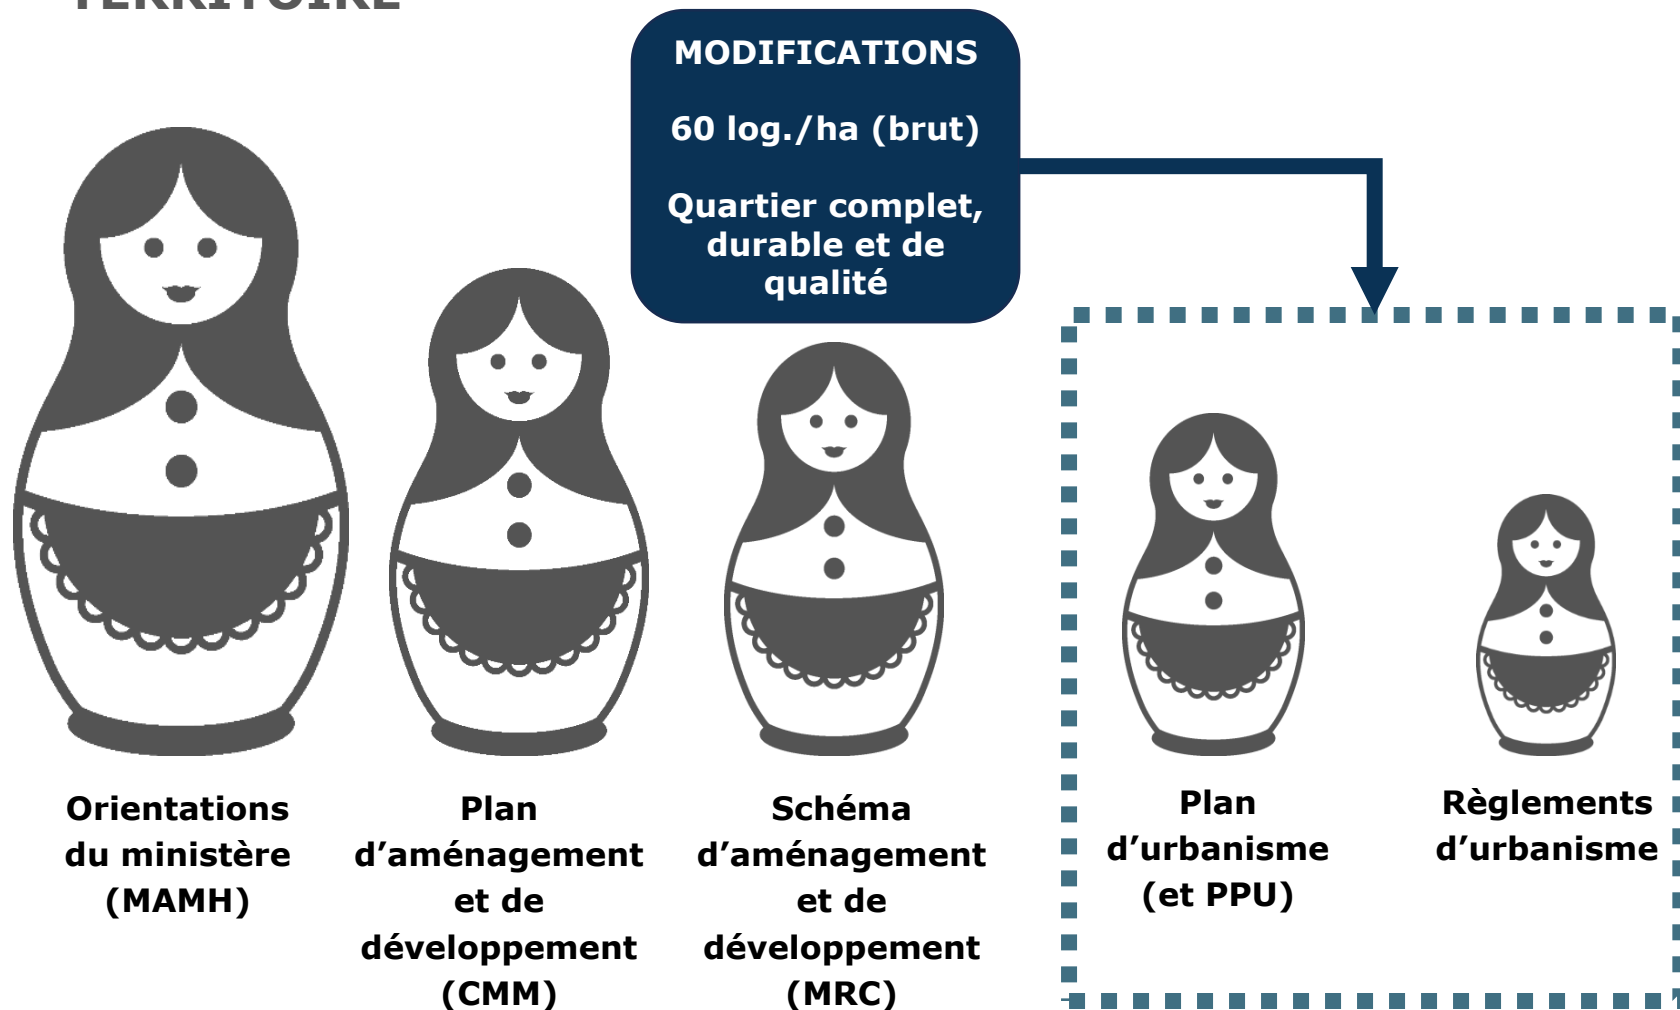 TERRITOIRE
MODIFICATIONS
60 log./ha (brut)
Quartier complet,
durable et de
qualité
Orientations
du ministère
(MAMH)
Plan
d’aménagement
et de
développement
(CMM)
Schéma
d’aménagement
et de
développement
(MRC)
Plan
d’urbanisme
(et PPU)
Règlements
d’urbanisme